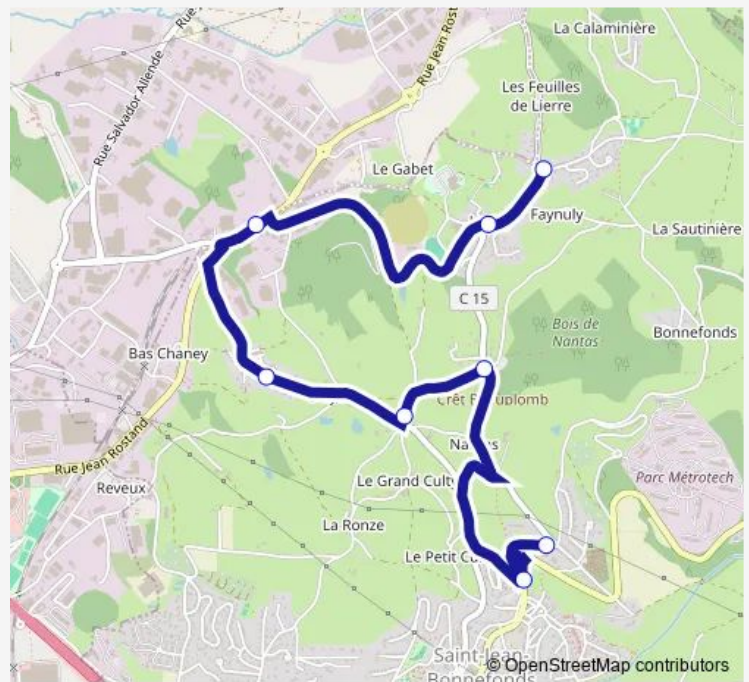 La Calaminière
Rue Jean Rost
Rue Salvador Allende
Les Feuilles
de Lierre
Le Gabet
Faynuly
La Sautinière
C 15
Bois de
Nantas
Bonnefonds
Bas Chaney
Crêt
Rue Jean Rostand
Le Grand
Parc Métrotech
Reveux
La Ronze
Le Petit
Saint-Jean-
Bonnefonds
© OpenStreetMap contributors